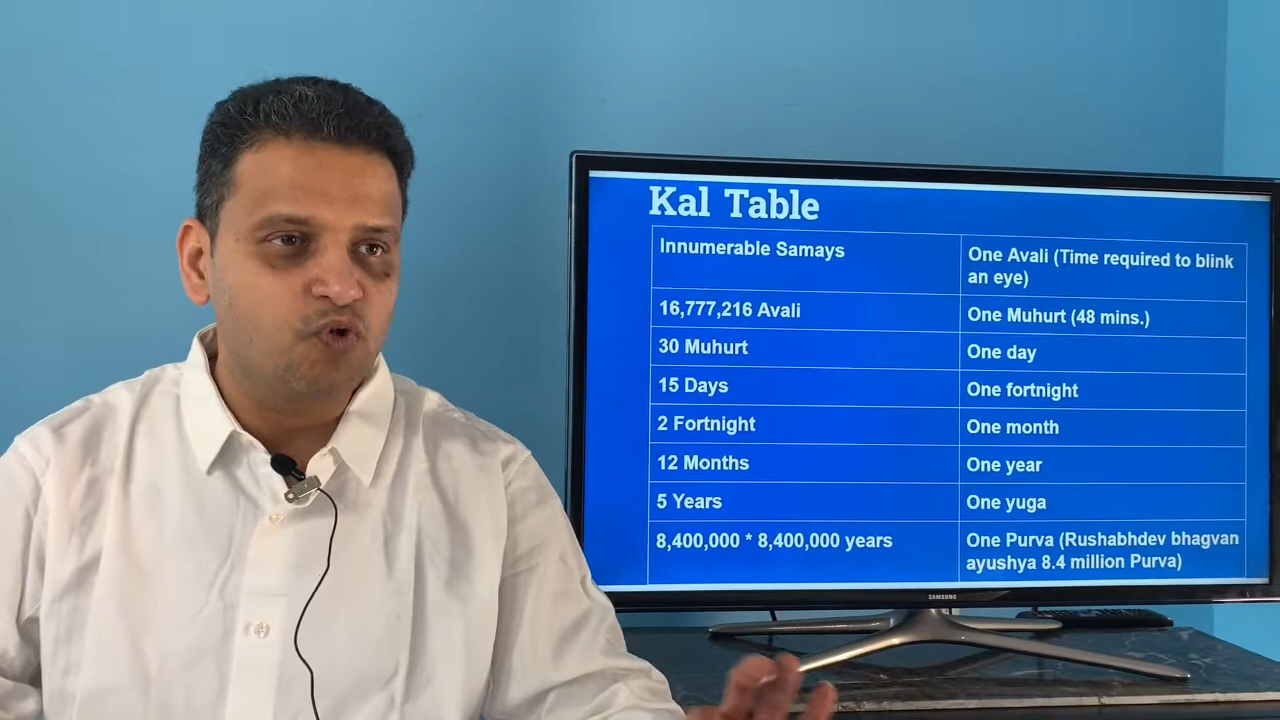 Kal Table
Innumerable Samays
One Avali (Time required to blink
an eye)
16,777,216 Avali
One Muhurt (48 mins.)
30 Muhurt
One day
15 Days
One fortnight
2 Fortnight
One month
12 Months
One year
5 Years
One yuga
8,400,000 * 8,400,000 years
One Purva (Rushabhdev bhagvan
ayushya 8.4 million Purva)
SAMSUNG